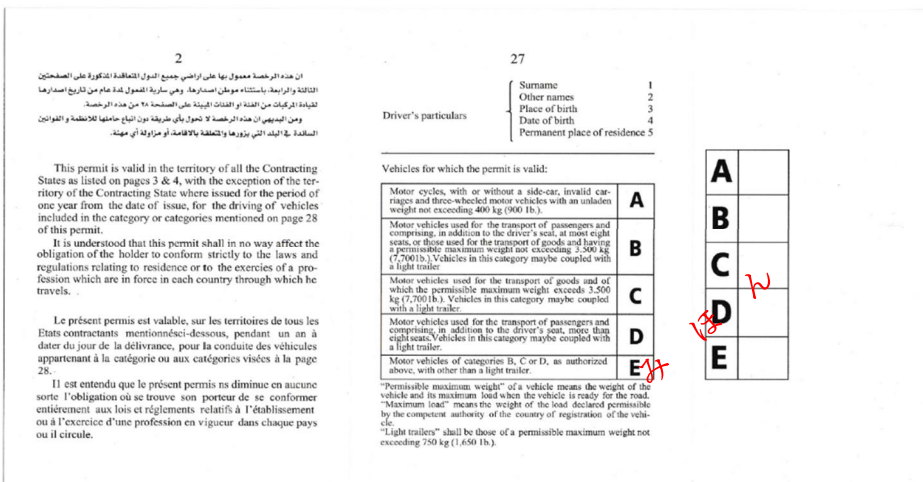 2
ان هذه الرخصة معمول بها على اراضي جميع الدول المتعاقدة المذكورة على الصفحتين
الثالثة والرابعة، باستثناء موطن اصدارها، وهي سارية المفعول لمدة عام من تاريخ اصدارها
لقيادة المركبات من الفئة او الفئات المبينة على الصفحة ٢٨ من هذه الرخصة.
ومن البديهي ان هذه الرخصة لا تحول بأي طريقة دون اتباع حاملها للانظمة و القوانين
السائدة في البلد التي يزورها والمتعلقة بالاقامة، أو مزاولة أي مهنة.
This permit is valid in the territory of all the Contracting
States as listed on pages 3 & 4, with the exception of the ter-
ritory of the Contracting State where issued for the period of
one year from the date of issue, for the driving of vehicles
included in the category or categories mentioned on page 28
of this permit.
It is understood that this permit shall in no way affect the
obligation of the holder to conform strictly to the laws and
regulations relating to residence or to the exercies of a pro-
fession which are in force in each country through which he
travels.
Le présent permis est valable, sur les territoires de tous les
Etats contractants mentionnésci-dessous, pendant un an à
dater du jour de la délivrance, pour la conduite des véhicules
appartenant à la catégorie ou aux catégories visées à la page
28.
Il est entendu que le présent permis ns diminue en aucune
sorte l'obligation où se trouve son porteur de se conformer
entiérement aux lois et réglements relatifs à l'établissement
ou à l'exercice d'une profession en vigueur dans chaque pays
ou il circule.
27
Driver's particulars
Surname 1
Other names 2
Place of birth 3
Date of birth 4
Permanent place of residence 5
Vehicles for which the permit is valid:
Motor cycles, with or without a side-car, invalid car-
riages and three-wheeled motor vehicles with an unladen
weight not exceeding 400 kg (900 lb.).
A
Motor vehicles used for the transport of passengers and
comprising, in addition to the driver's seat, at most eight
seats, or those used for the transport of goods and having
a permissible maximum weight not exceeding 3,500 kg
(7,700lb.).Vehicles in this category maybe coupled with
a light trailer
B
Motor vehicles used for the transport of goods and of
which the permissible maximum weight exceeds 3,500
kg (7,700lb.). Vehicles in this category maybe coupled
with a light trailer.
C
Motor vehicles used for the transport of passengers and
comprising, in addition to the driver's seat, more than
eight seats.Vehicles in this category maybe coupled with
a light trailer.
D
Motor vehicles of categories B, C or D, as authorized
above, with other than a light trailer.
E
み
"Permissible maximum weight" of a vehicle means the weight of the
vehicle and its maximum load when the vehicle is ready for the road.
"Maximum load" means the weight of the load declared permissible
by the competent authority of the country of registration of the vehi-
cle.
"Light trailers" shall be those of a permissible maximum weight not
exceeding 750 kg (1,650 lb.).
A
B
C
D
E
ほ
ん